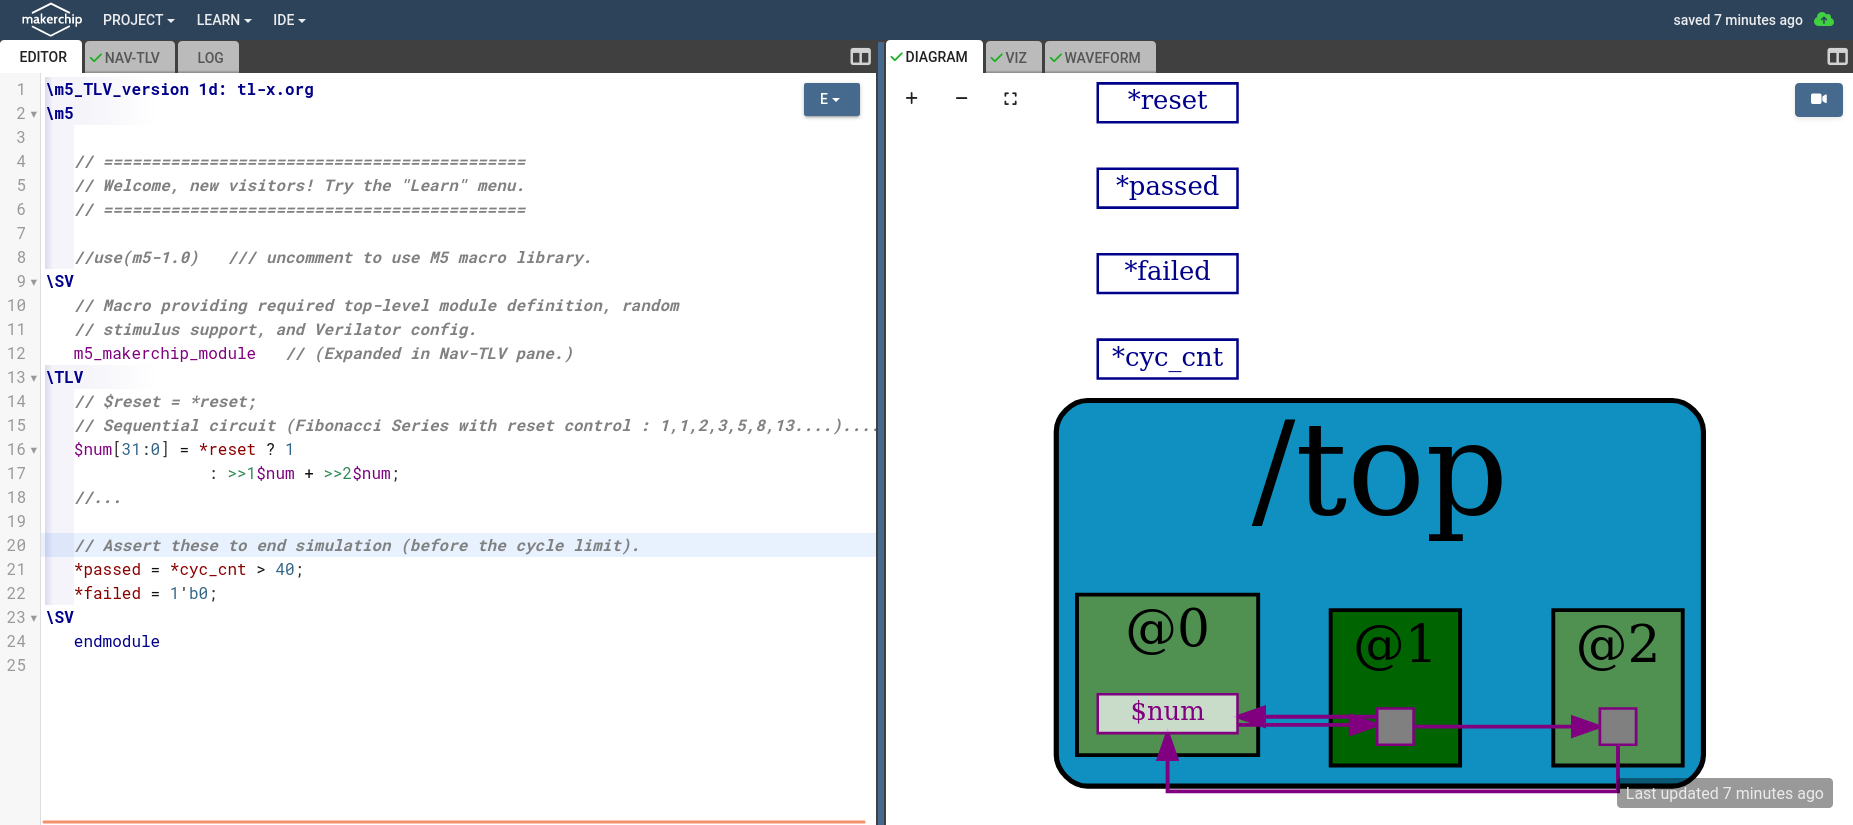 makerchip PROJECT LEARN IDE saved 7 minutes ago
EDITOR NAV-TLV LOG DIAGRAM VIZ WAVEFORM
1 \m5_TLV_version 1d: tl-x.org
2 \m5
3
4 // ============================================
5 // Welcome, new visitors! Try the "Learn" menu.
6 // ============================================
7
8 //use(m5-1.0) /// uncomment to use M5 macro library.
9 \SV
10 // Macro providing required top-level module definition, random
11 // stimulus support, and Verilator config.
12 m5_makerchip_module // (Expanded in Nav-TLV pane.)
13 \TLV
14 // $reset = *reset;
15 // Sequential circuit (Fibonacci Series with reset control : 1,1,2,3,5,8,13....)....
16 $num[31:0] = *reset ? 1
17 : >>1$num + >>2$num;
18 //...
19
20 // Assert these to end simulation (before the cycle limit).
21 *passed = *cyc_cnt > 40;
22 *failed = 1'b0;
23 \SV
24 endmodule
25
E
+ −
*reset
*passed
*failed
*cyc_cnt
/top
@0 @1 @2
$num
Last updated 7 minutes ago